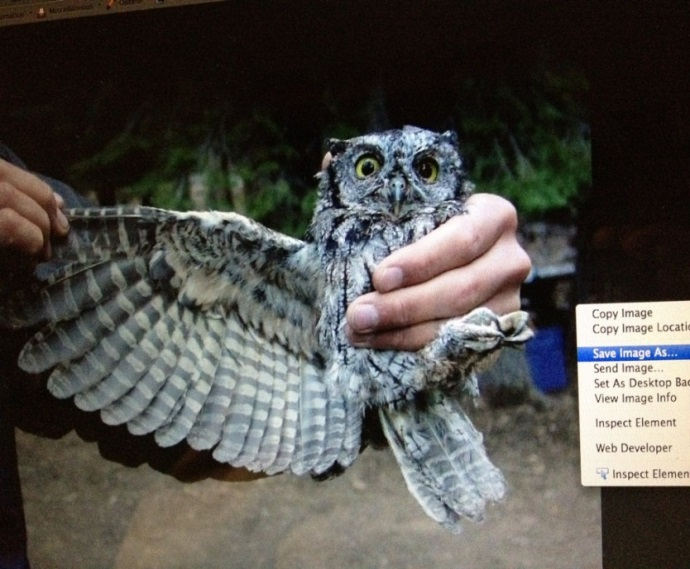 Copy Image
Copy Image Locatio
Save Image As...
Send Image...
Set As Desktop Bac
View Image Info
Inspect Element
Web Developer
Inspect Elemen